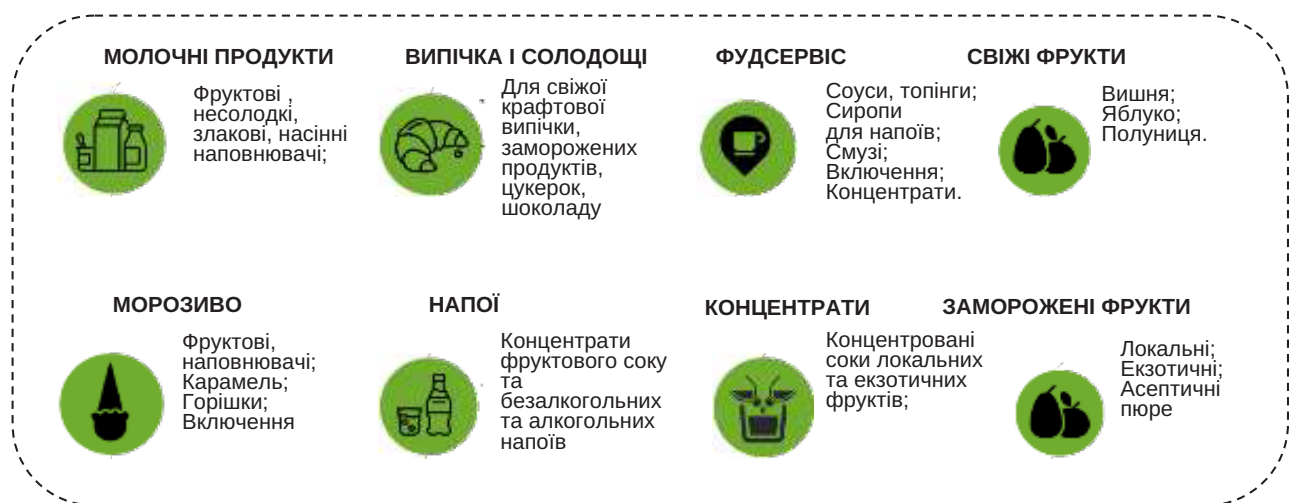 МОЛОЧНІ ПРОДУКТИ
Фруктові ,
несолодкі,
злакові, насінні
наповнювачі;
ВИПІЧКА І СОЛОДОЩІ
Для свіжої
крафтової
випічки,
заморожених
продуктів,
цукерок,
шоколаду
ФУДСЕРВІС
Соуси, топінги;
Сиропи
для напоїв;
Смузі;
Включення;
Концентрати.
СВІЖІ ФРУКТИ
Вишня;
Яблуко;
Полуниця.
МОРОЗИВО
Фруктові,
наповнювачі;
Карамель;
Горішки;
Включення
НАПОЇ
Концентрати
фруктового соку
та
безалкогольних
та алкогольних
напоїв
КОНЦЕНТРАТИ
Концентровані
соки локальних
та екзотичних
фруктів;
ЗАМОРОЖЕНІ ФРУКТИ
Локальні;
Екзотичні;
Асептичні
пюре